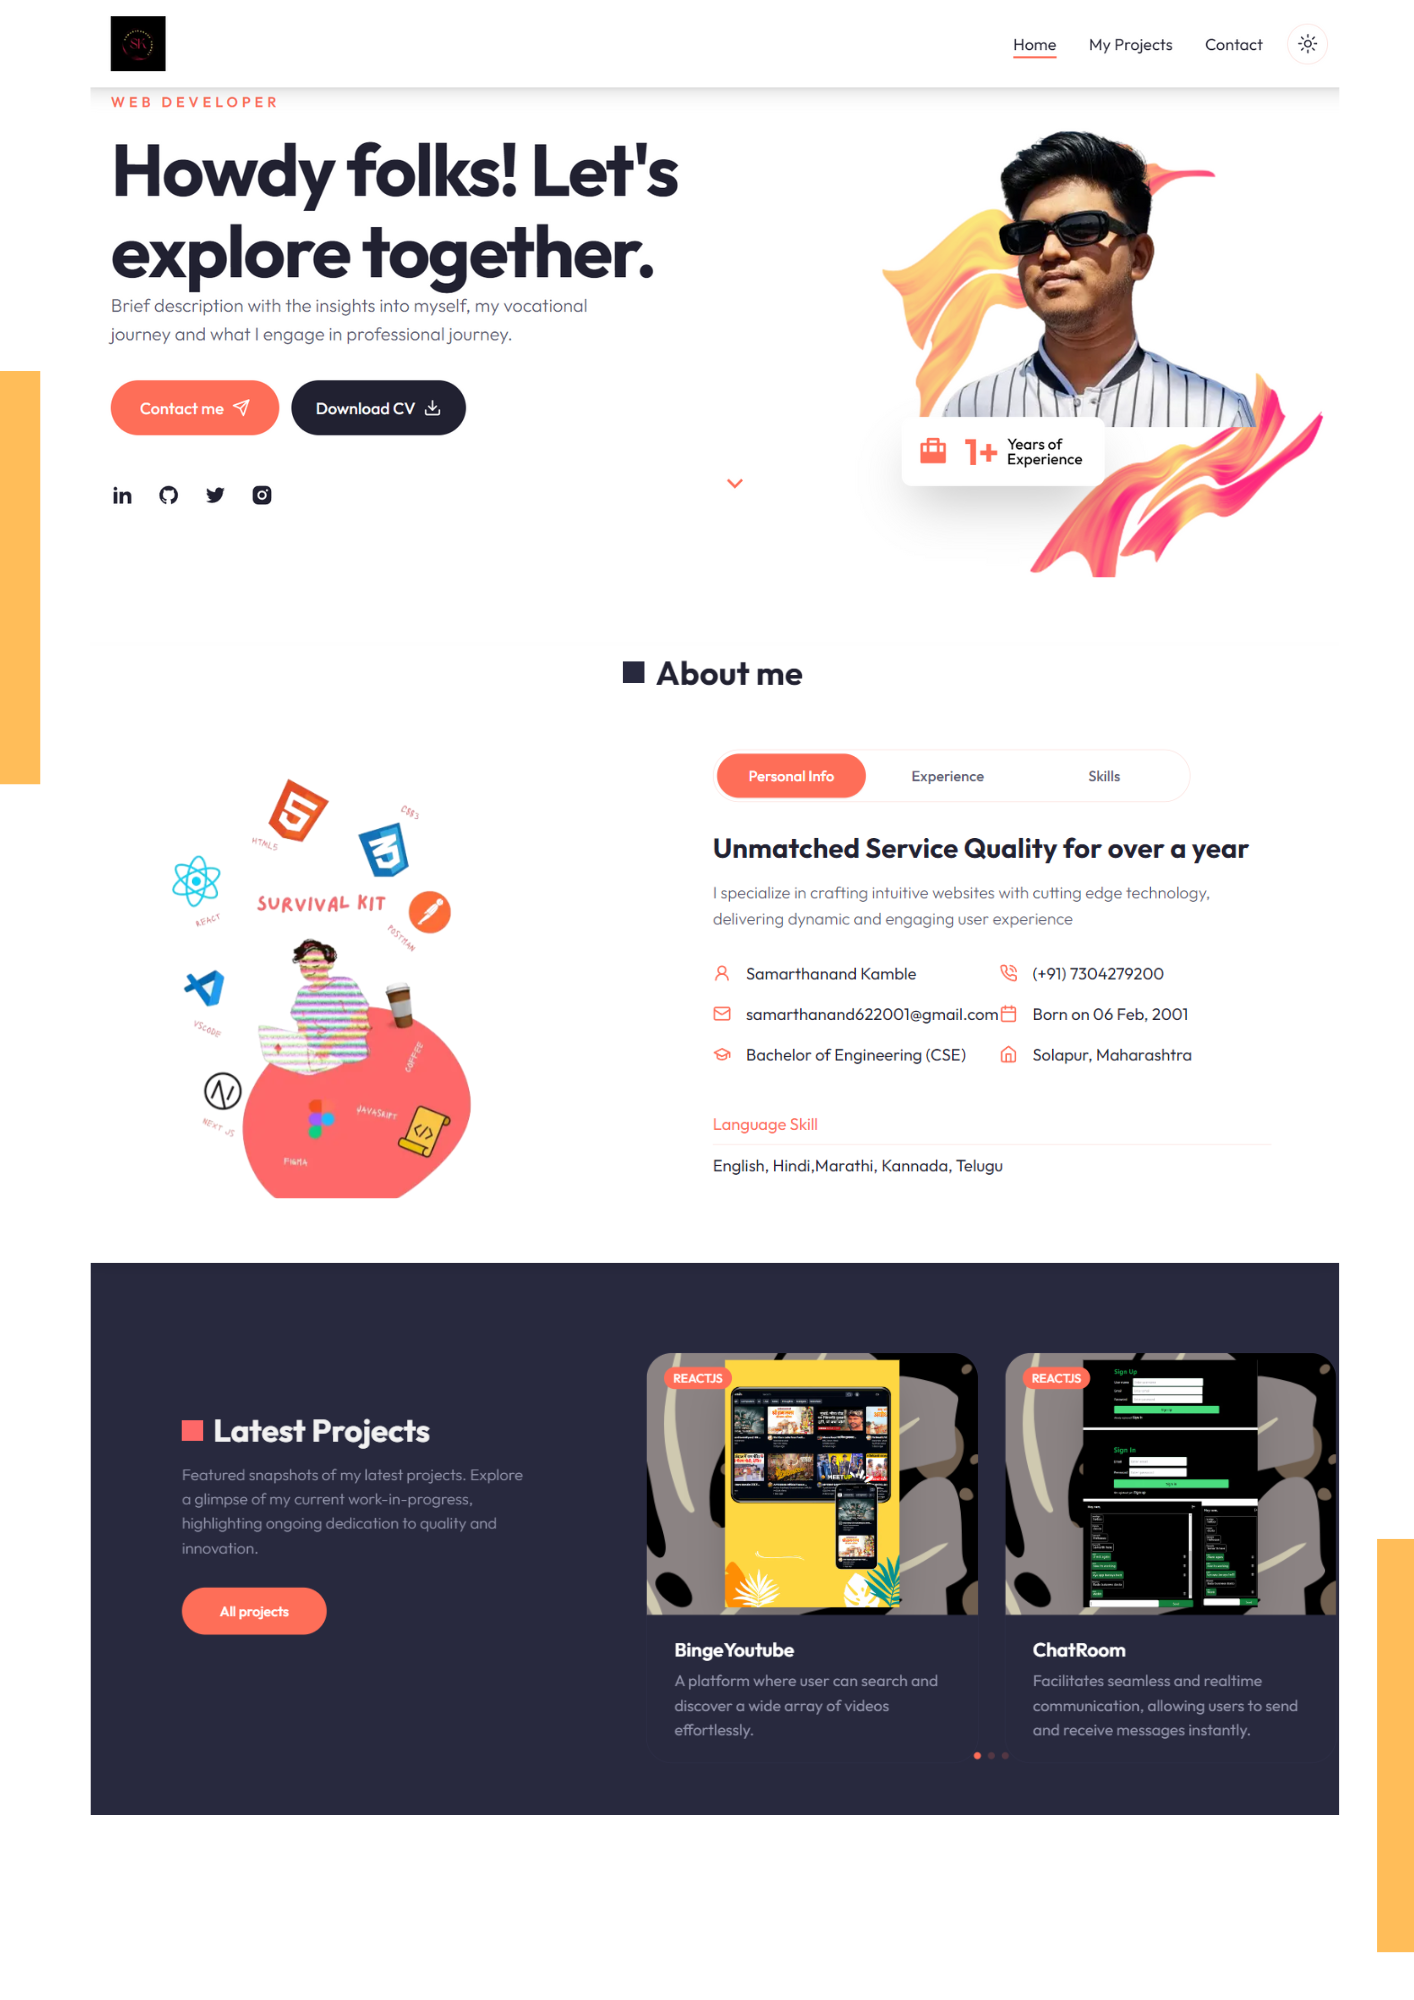 SK
Home
My Projects
Contact
WEB DEVELOPER
Howdy folks! Let's
explore together.
Brief description with the insights into myself, my vocational
journey and what I engage in professional journey.
Contact me
Download CV
1+
Years of
Experience
About me
HTML5
CSS3
REACT
SURVIVAL KIT
POSTMAN
VSCODE
COFFEE
NEXT JS
JAVASKIPT
FIGMA
Personal Info
Experience
Skills
Unmatched Service Quality for over a year
I specialize in crafting intuitive websites with cutting edge technology,
delivering dynamic and engaging user experience
Samarthanand Kamble
(+91) 7304279200
samarthanand622001@gmail.com
Born on 06 Feb, 2001
Bachelor of Engineering (CSE)
Solapur, Maharashtra
Language Skill
English, Hindi,Marathi, Kannada, Telugu
Latest Projects
Featured snapshots of my latest projects. Explore
a glimpse of my current work-in-progress,
highlighting ongoing dedication to quality and
innovation.
All projects
REACTJS
MEETUP
BingeYoutube
A platform where user can search and
discover a wide array of videos
effortlessly.
REACTJS
Sign Up
Sign In
ChatRoom
Facilitates seamless and realtime
communication, allowing users to send
and receive messages instantly.